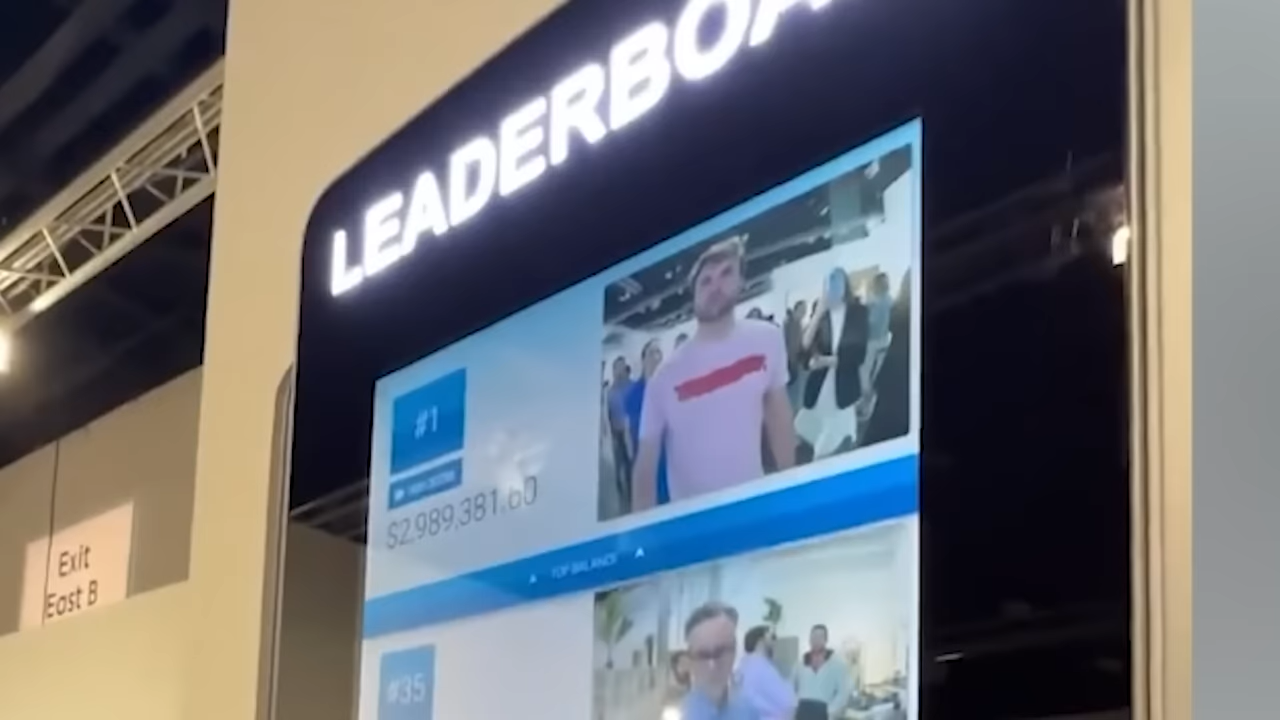 LEADERBOA
#1
$2,989,381.60
TOP BALANCE
#35
Exit
East B